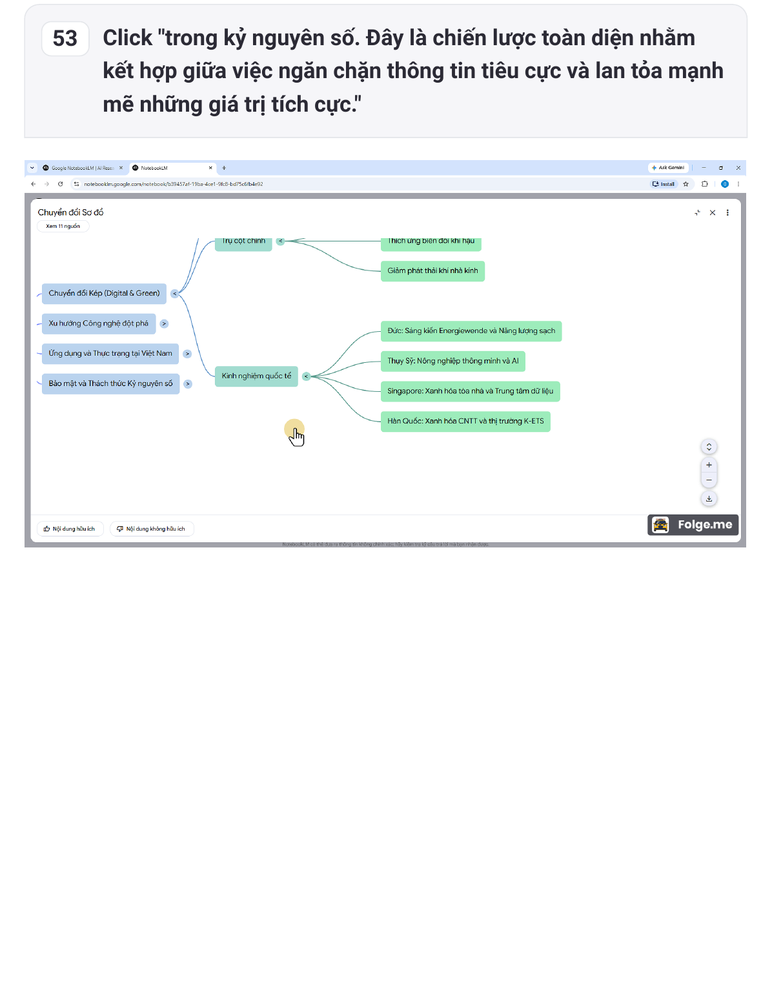 53
Click "trong kỷ nguyên số. Đây là chiến lược toàn diện nhằm
kết hợp giữa việc ngăn chặn thông tin tiêu cực và lan tỏa mạnh
mẽ những giá trị tích cực."
Google NotebookLM | AI Resea
NotebookLM
Ask Gemini
notebooklm.google.com/notebook/b39457af-19ba-4ce1-9fc8-bd75c6fb4e92
Install
Chuyển đổi Sơ đồ
Xem 11 nguồn
Trụ cột chính
<
Thích ứng biến đổi khí hậu
Giảm phát thải khí nhà kính
Chuyển đổi Kép (Digital & Green)
<
Xu hướng Công nghệ đột phá
>
Đức: Sáng kiến Energiewende và Năng lượng sạch
Ứng dụng và Thực trạng tại Việt Nam
>
Thụy Sỹ: Nông nghiệp thông minh và AI
Kinh nghiệm quốc tế
<
Bảo mật và Thách thức Kỷ nguyên số
>
Singapore: Xanh hóa tòa nhà và Trung tâm dữ liệu
Hàn Quốc: Xanh hóa CNTT và thị trường K-ETS
Nội dung hữu ích
Nội dung không hữu ích
Folge.me
NotebookLM có thể đưa ra thông tin không chính xác; hãy kiểm tra kỹ câu trả lời mà bạn nhận được.